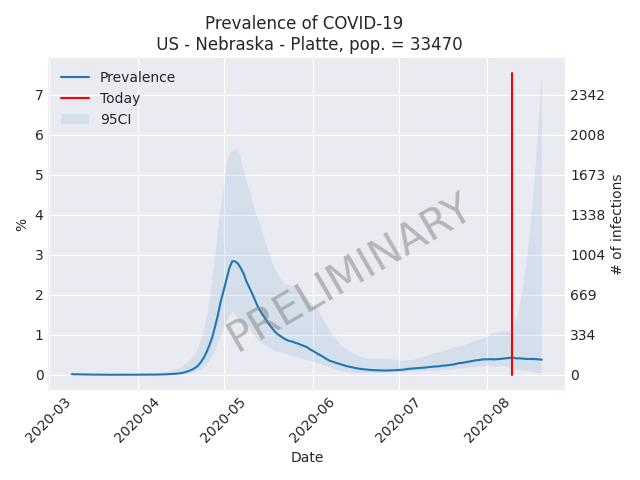 Prevalence of COVID-19
US - Nebraska - Platte, pop. = 33470
Prevalence
Today
95CI
7
6
5
4
3
2
1
0
%
2342
2008
1673
1338
1004
669
334
0
# of infections
PRELIMINARY
2020-03
2020-04
2020-05
2020-06
2020-07
2020-08
Date